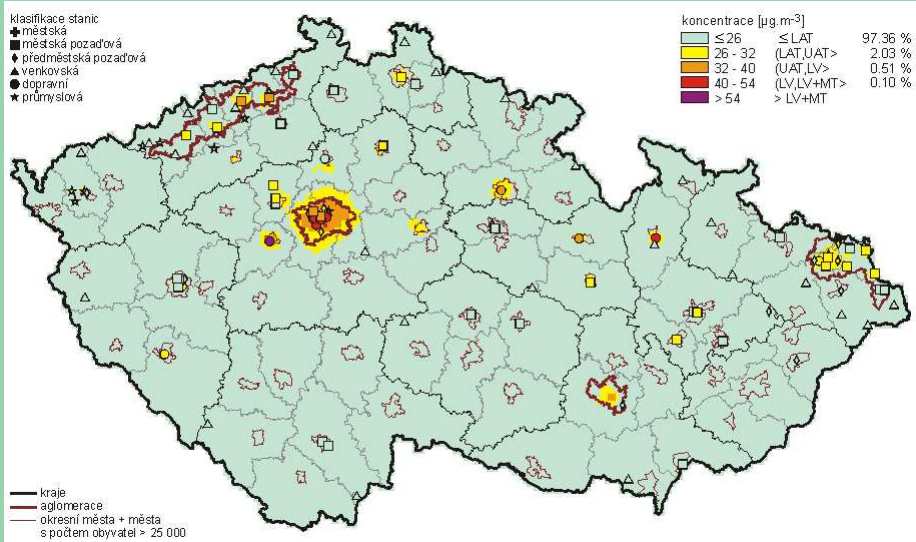 klasifikace stanic
městská
městská pozaďová
předměstská pozaďová
venkovská
dopravní
průmyslová
koncentrace [µg.m-3]
≤26 ≤LAT 97.36 %
26 - 32 (LAT,UAT> 2.03 %
32 - 40 (UAT,LV> 0.51 %
40 - 54 (LV,LV+MT> 0.10 %
> 54 > LV+MT
kraje
aglomerace
okresní města + města
s počtem obyvatel > 25 000